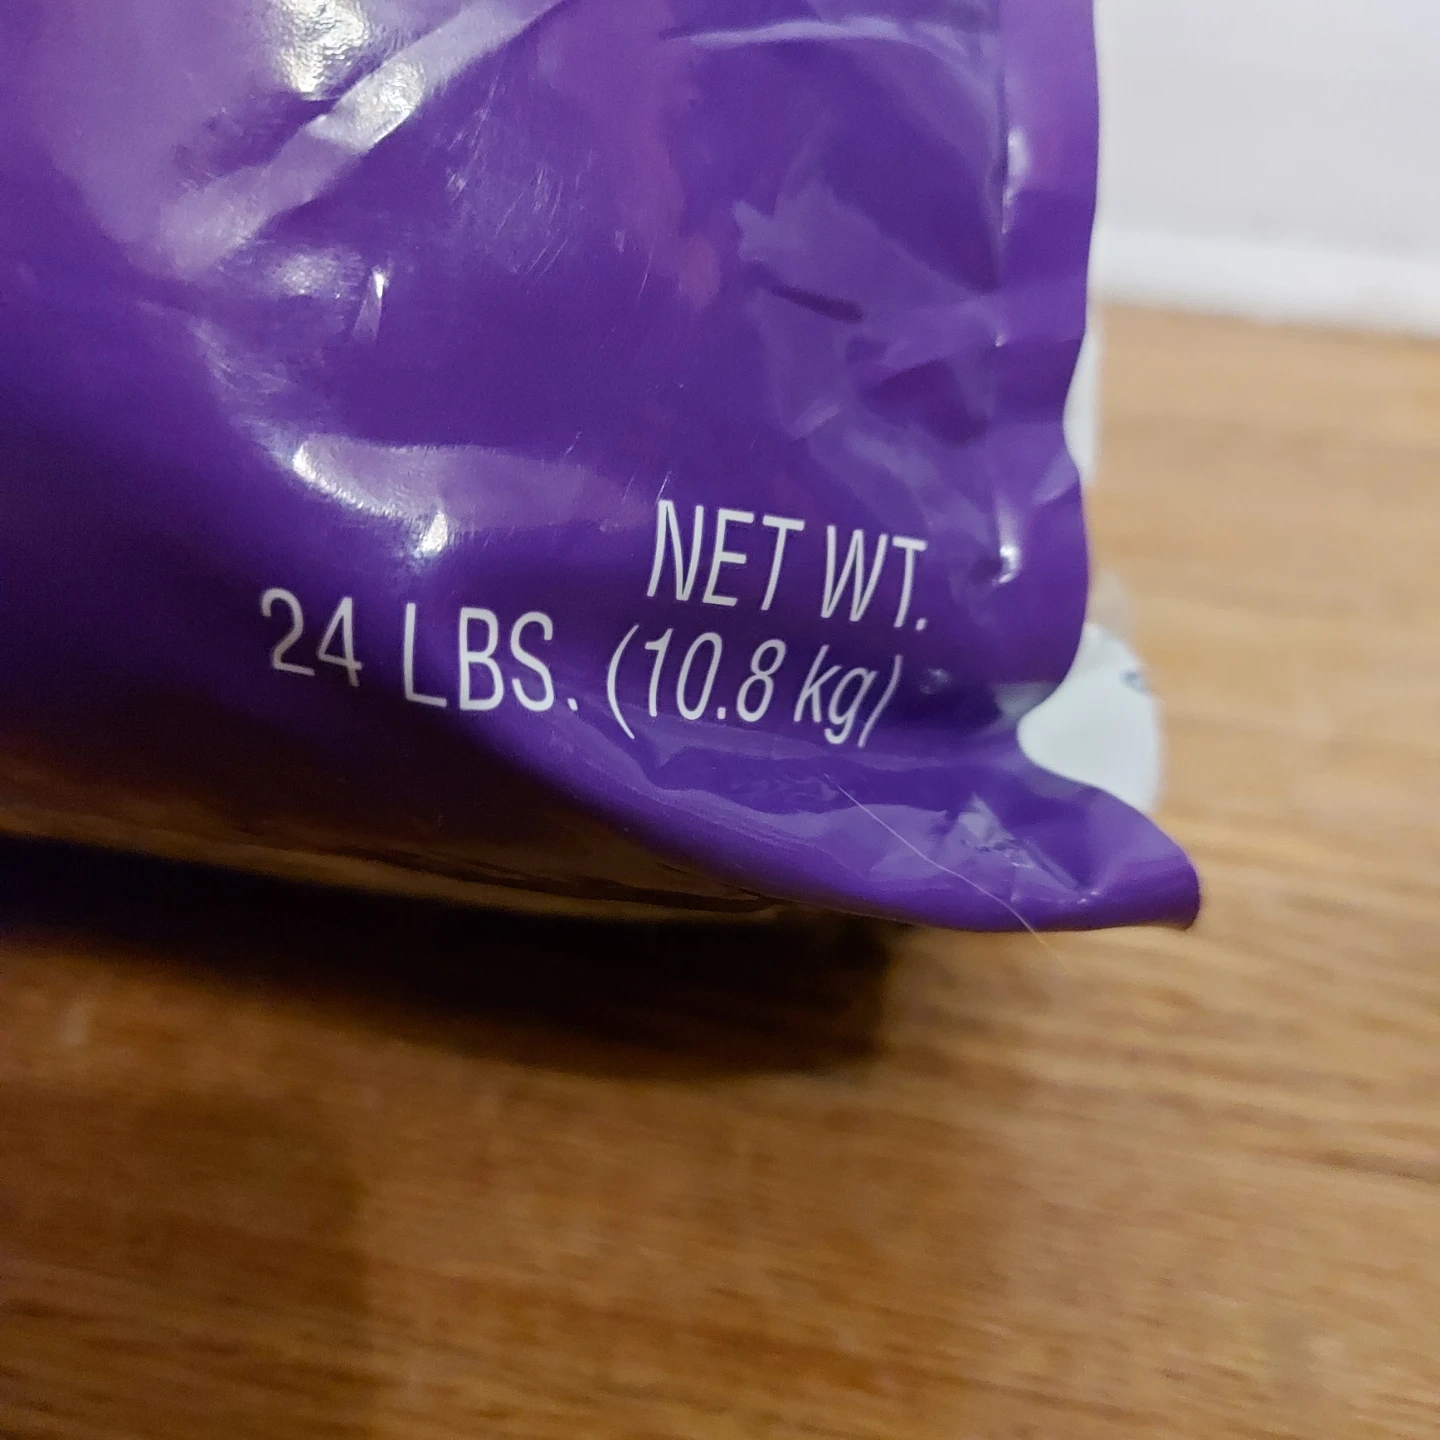 NET WT.
24 LBS. (10.8 kg)